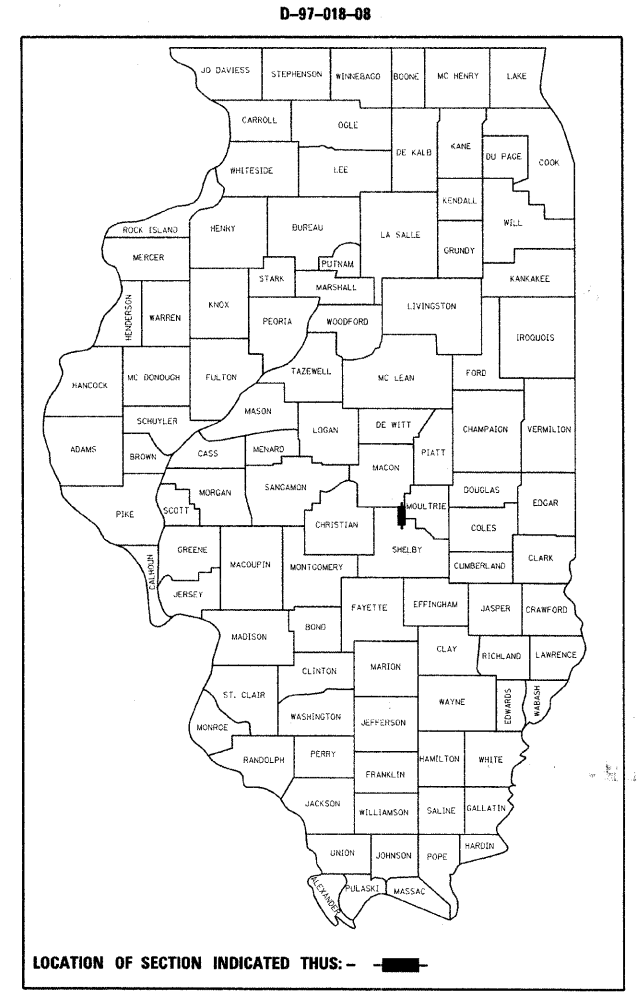 D-97-018-08
JO DAVIESS
STEPHENSON
WINNEBAGO
BOONE
MC HENRY
LAKE
CARROLL
OGLE
DE KALB
KANE
DU PAGE
COOK
WHITESIDE
LEE
KENDALL
WILL
ROCK ISLAND
HENRY
BUREAU
LA SALLE
GRUNDY
MERCER
PUTNAM
STARK
MARSHALL
KANKAKEE
HENDERSON
WARREN
KNOX
PEORIA
WOODFORD
LIVINGSTON
IROQUOIS
HANCOCK
MC DONOUGH
FULTON
TAZEWELL
MC LEAN
FORD
MASON
SCHUYLER
LOGAN
DE WITT
CHAMPAION
VERMILION
ADAMS
BROWN
CASS
MENARD
MACON
PIATT
SANGAMON
DOUGLAS
PIKE
SCOTT
MORGAN
CHRISTIAN
MOULTRIE
EDGAR
COLES
SHELBY
GREENE
MACOUPIN
MONTGOMERY
CUMBERLAND
CLARK
CALHOUN
JERSEY
FAYETTE
EFFINGHAM
JASPER
CRAWFORD
MADISON
BOND
CLAY
RICHLAND
LAWRENCE
CLINTON
MARION
ST. CLAIR
WAYNE
EDWARDS
WABASH
WASHINGTON
JEFFERSON
MONROE
RANDOLPH
PERRY
HAMILTON
WHITE
FRANKLIN
JACKSON
WILLIAMSON
SALINE
GALLATIN
UNION
JOHNSON
POPE
HARDIN
ALEXANDER
PULASKI
MASSAC
LOCATION OF SECTION INDICATED THUS: -